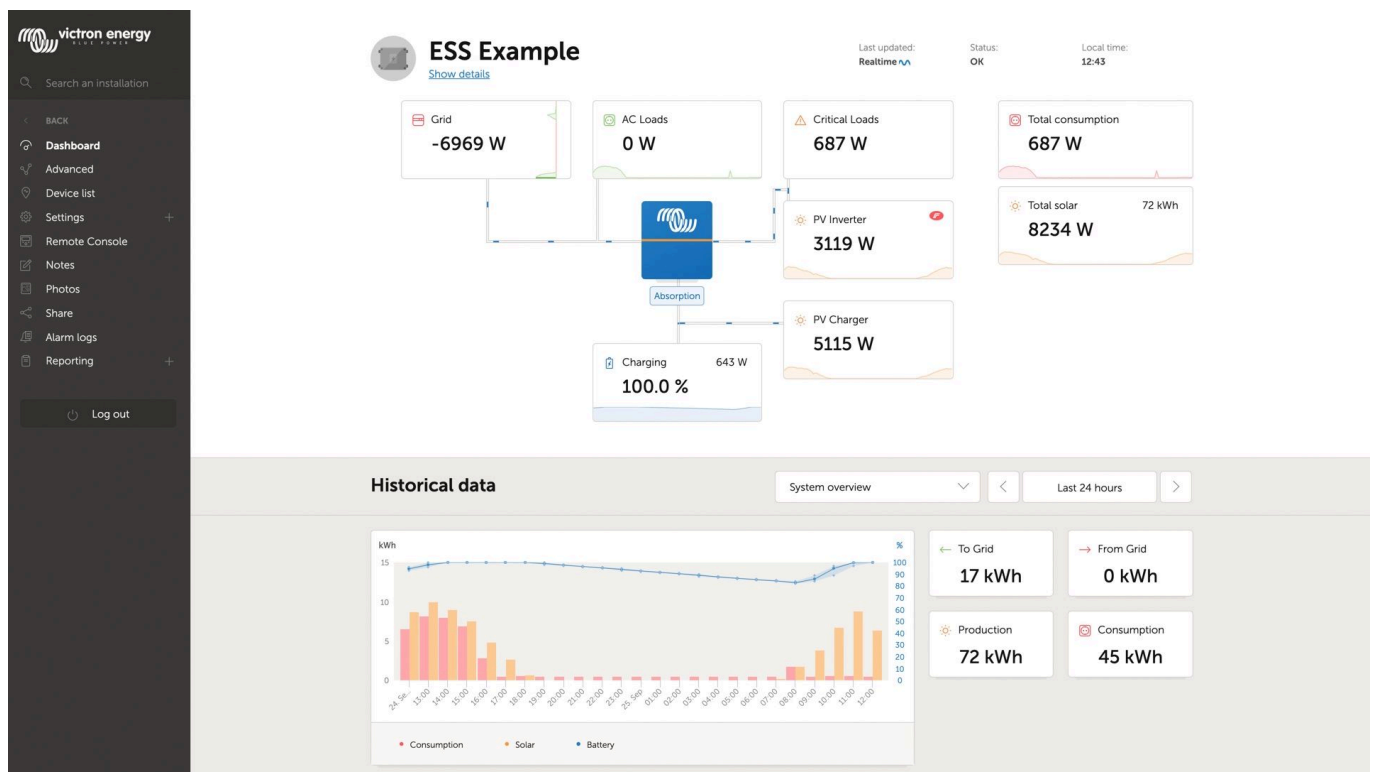 victron energy
BLUE POWER
Search an installation
BACK
Dashboard
Advanced
Device list
Settings
Remote Console
Notes
Photos
Share
Alarm logs
Reporting
Log out
ESS Example
Show details
Last updated:
Realtime
Status:
OK
Local time:
12:43
Grid
-6969 W
AC Loads
0 W
Critical Loads
687 W
Total consumption
687 W
PV Inverter
3119 W
Total solar 72 kWh
8234 W
Absorption
PV Charger
5115 W
Charging 643 W
100.0 %
Historical data
System overview
Last 24 hours
kWh %
15
10
5
0
100
90
80
70
60
50
40
30
20
10
0
24. Se... 13:00 14:00 15:00 16:00 17:00 18:00 19:00 20:00 21:00 22:00 23:00 25. Sep 01:00 02:00 03:00 04:00 05:00 06:00 07:00 08:00 09:00 10:00 11:00 12:00
Consumption Solar Battery
To Grid
17 kWh
From Grid
0 kWh
Production
72 kWh
Consumption
45 kWh